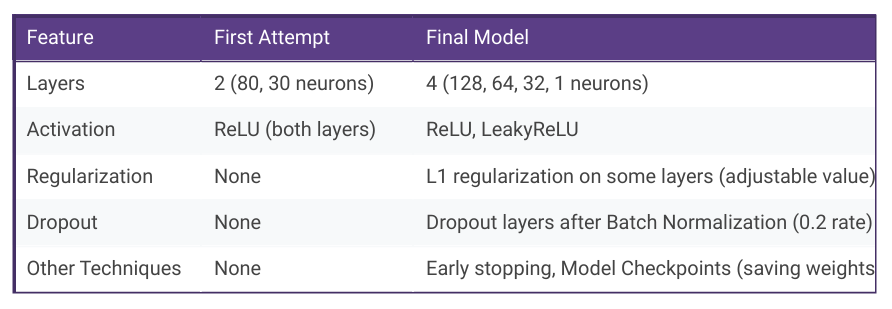 Feature First Attempt Final Model
Layers 2 (80, 30 neurons) 4 (128, 64, 32, 1 neurons)
Activation ReLU (both layers) ReLU, LeakyReLU
Regularization None L1 regularization on some layers (adjustable value)
Dropout None Dropout layers after Batch Normalization (0.2 rate)
Other Techniques None Early stopping, Model Checkpoints (saving weights